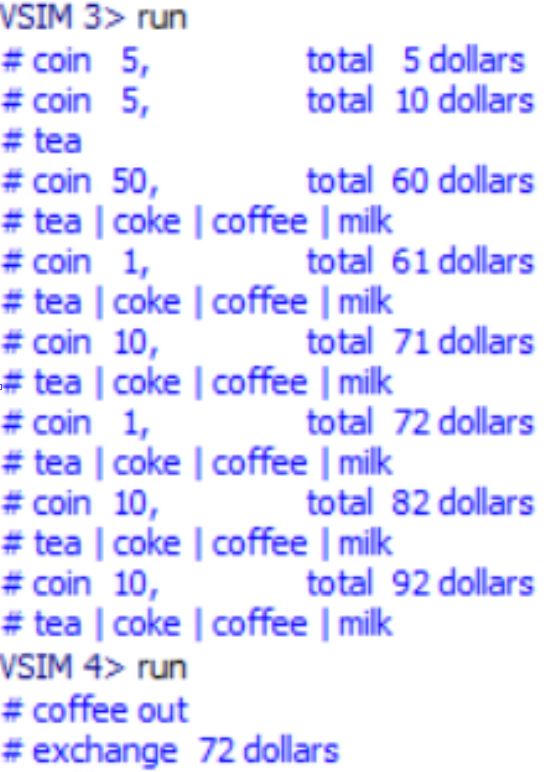 VSIM 3> run
# coin 5, total 5 dollars
# coin 5, total 10 dollars
# tea
# coin 50, total 60 dollars
# tea | coke | coffee | milk
# coin 1, total 61 dollars
# tea | coke | coffee | milk
# coin 10, total 71 dollars
# tea | coke | coffee | milk
# coin 1, total 72 dollars
# tea | coke | coffee | milk
# coin 10, total 82 dollars
# tea | coke | coffee | milk
# coin 10, total 92 dollars
# tea | coke | coffee | milk
VSIM 4> run
# coffee out
# exchange 72 dollars